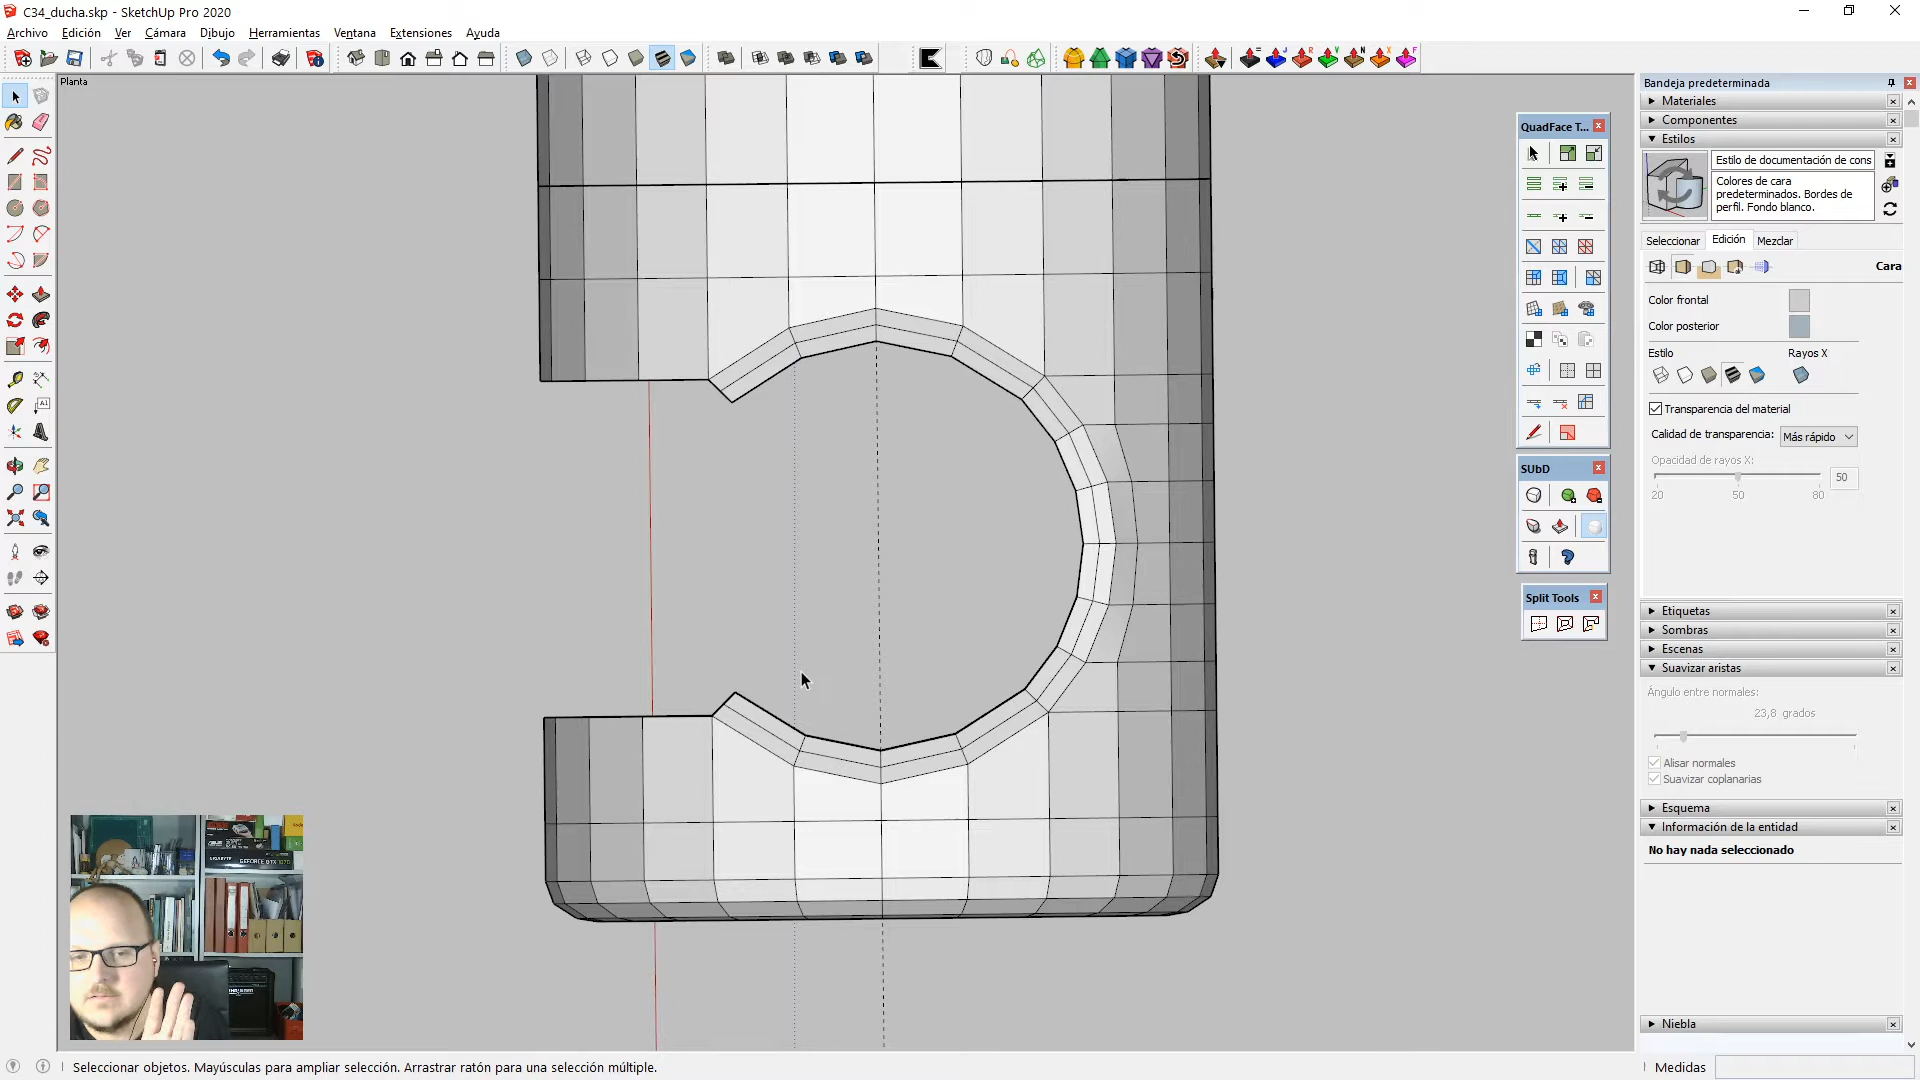 C34_ducha.skp - SketchUp Pro 2020
Archivo Edición Ver Cámara Dibujo Herramientas Ventana Extensiones Ayuda
Planta
QuadFace T...
SUbD
Split Tools
Bandeja predeterminada
Materiales
Componentes
Estilos
Estilo de documentación de cons
Colores de cara
predeterminados. Bordes de
perfil. Fondo blanco.
Seleccionar Edición Mezclar
Cara
Color frontal
Color posterior
Estilo Rayos X
Transparencia del material
Calidad de transparencia: Más rápido
Opacidad de rayos X:
50
20 50 80
Etiquetas
Sombras
Escenas
Suavizar aristas
Ángulo entre normales:
23,8 grados
Alisar normales
Suavizar coplanarias
Esquema
Información de la entidad
No hay nada seleccionado
Niebla
GIGABYTE GEFORCE GTX 1070
Seleccionar objetos. Mayúsculas para ampliar selección. Arrastrar ratón para una selección múltiple.
Medidas